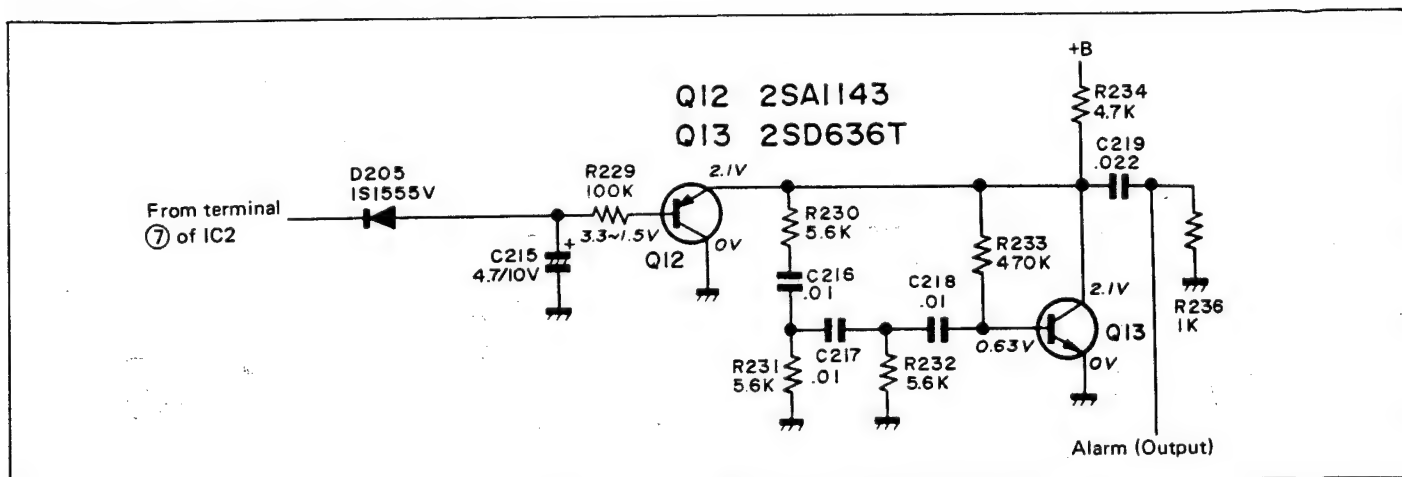 +B
Q12 2SA1143
Q13 2SD636T
R234
4.7K
C219
.022
D205
1S1555V
R229
100K
2.1V
From terminal
⑦ of IC2
3.3~1.5V
Q12
0V
C215
4.7/10V
+
R230
5.6K
C216
.01
R233
470K
C218
.01
2.1V
Q13
0.63V
0V
R236
1K
R231
5.6K
C217
.01
R232
5.6K
Alarm (Output)